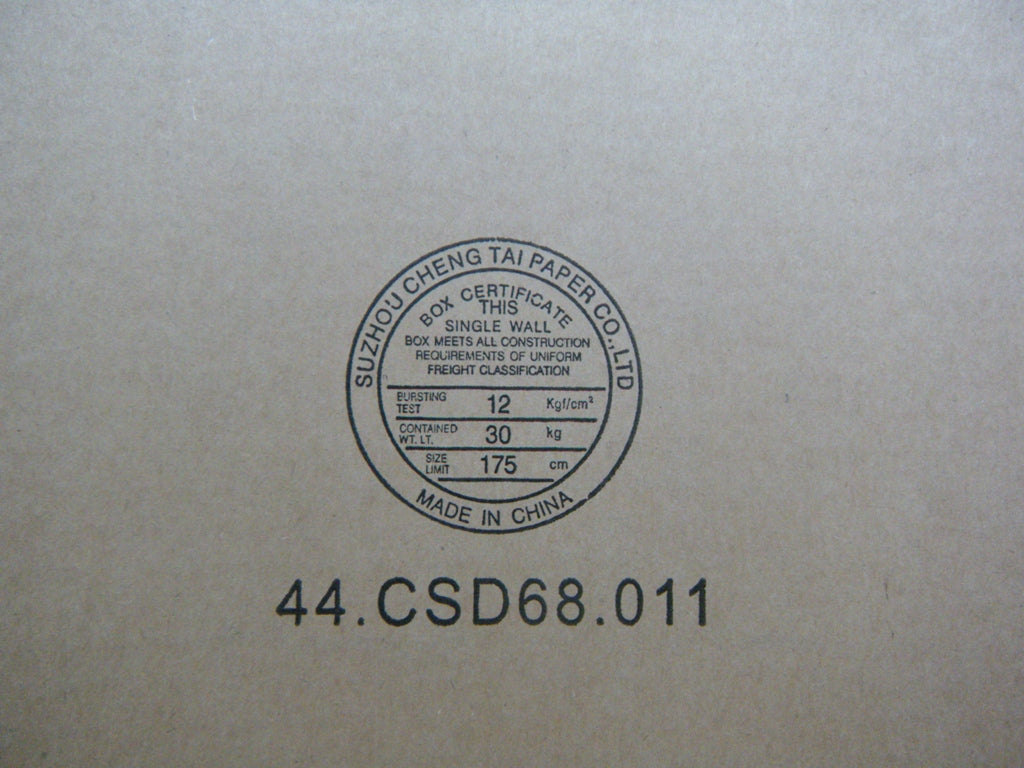 SUZHOU CHENG TAI PAPER CO.,LTD
BOX CERTIFICATE
THIS
SINGLE WALL
BOX MEETS ALL CONSTRUCTION
REQUIREMENTS OF UNIFORM
FREIGHT CLASSIFICATION
BURSTING TEST 12 Kgf/cm²
CONTAINED WT. LT. 30 kg
SIZE LIMIT 175 cm
MADE IN CHINA
44.CSD68.011